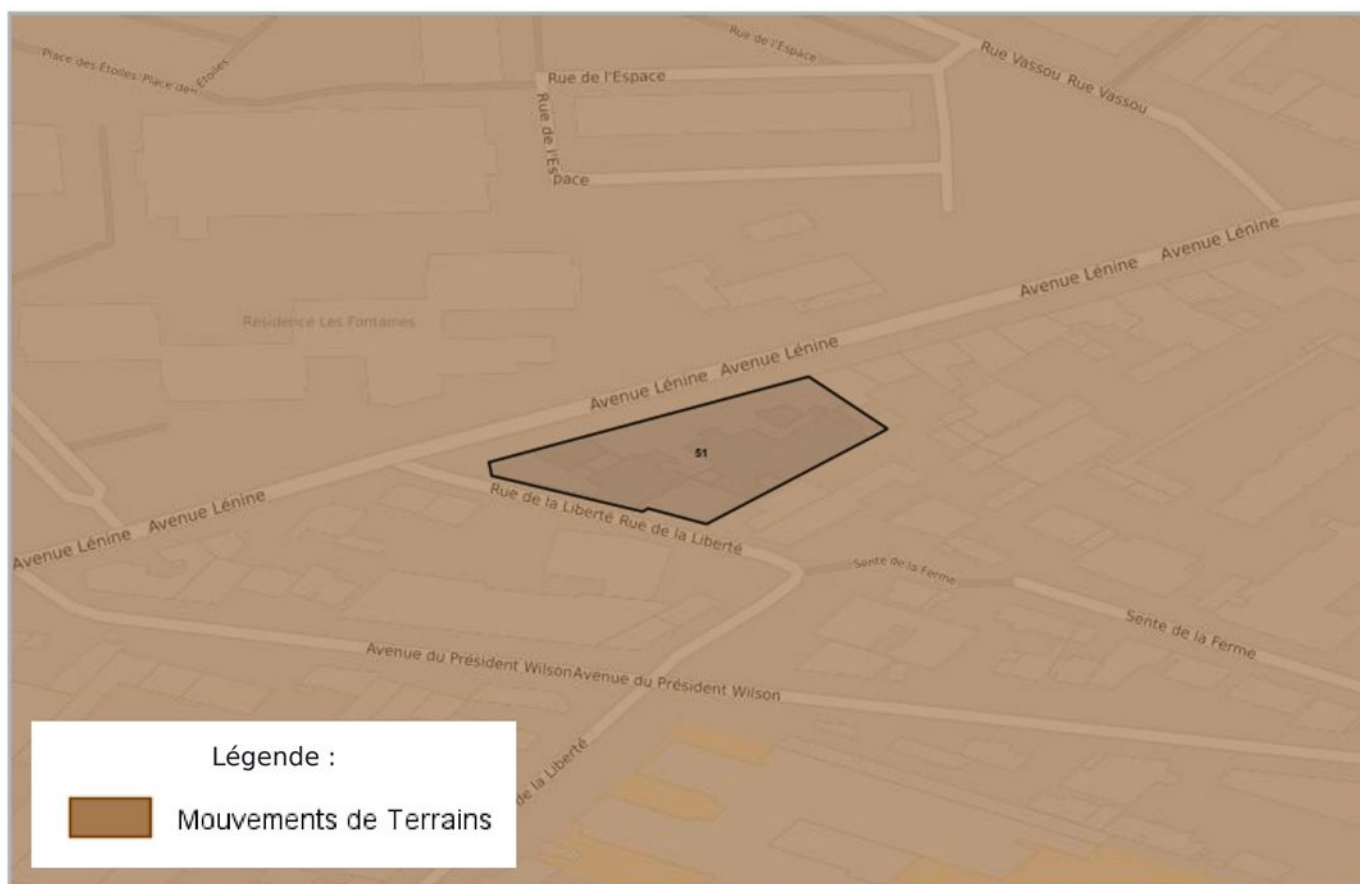 Place des Étoiles Place des Étoiles
Rue de l'Espace
Rue de l'Espace
Rue de l'Espace
Rue Vassou Rue Vassou
Avenue Lénine Avenue Lénine
Résidence Les Fontaines
Avenue Lénine Avenue Lénine
51
Avenue Lénine Avenue Lénine
Rue de la Liberté Rue de la Liberté
Sente de la Ferme
Sente de la Ferme
Avenue du Président Wilson Avenue du Président Wilson
de la Liberté
Légende :
Mouvements de Terrains